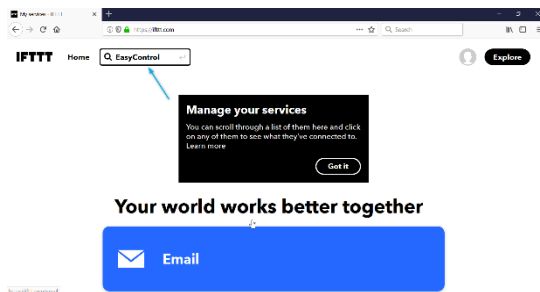 My services - IFTTT
https://ifttt.com
Search
IFTTT
Home
EasyControl
Explore
Manage your services
You can scroll through a list of them here and click
on any of them to see what they've connected to.
Learn more
Got it
Your world works better together
Email